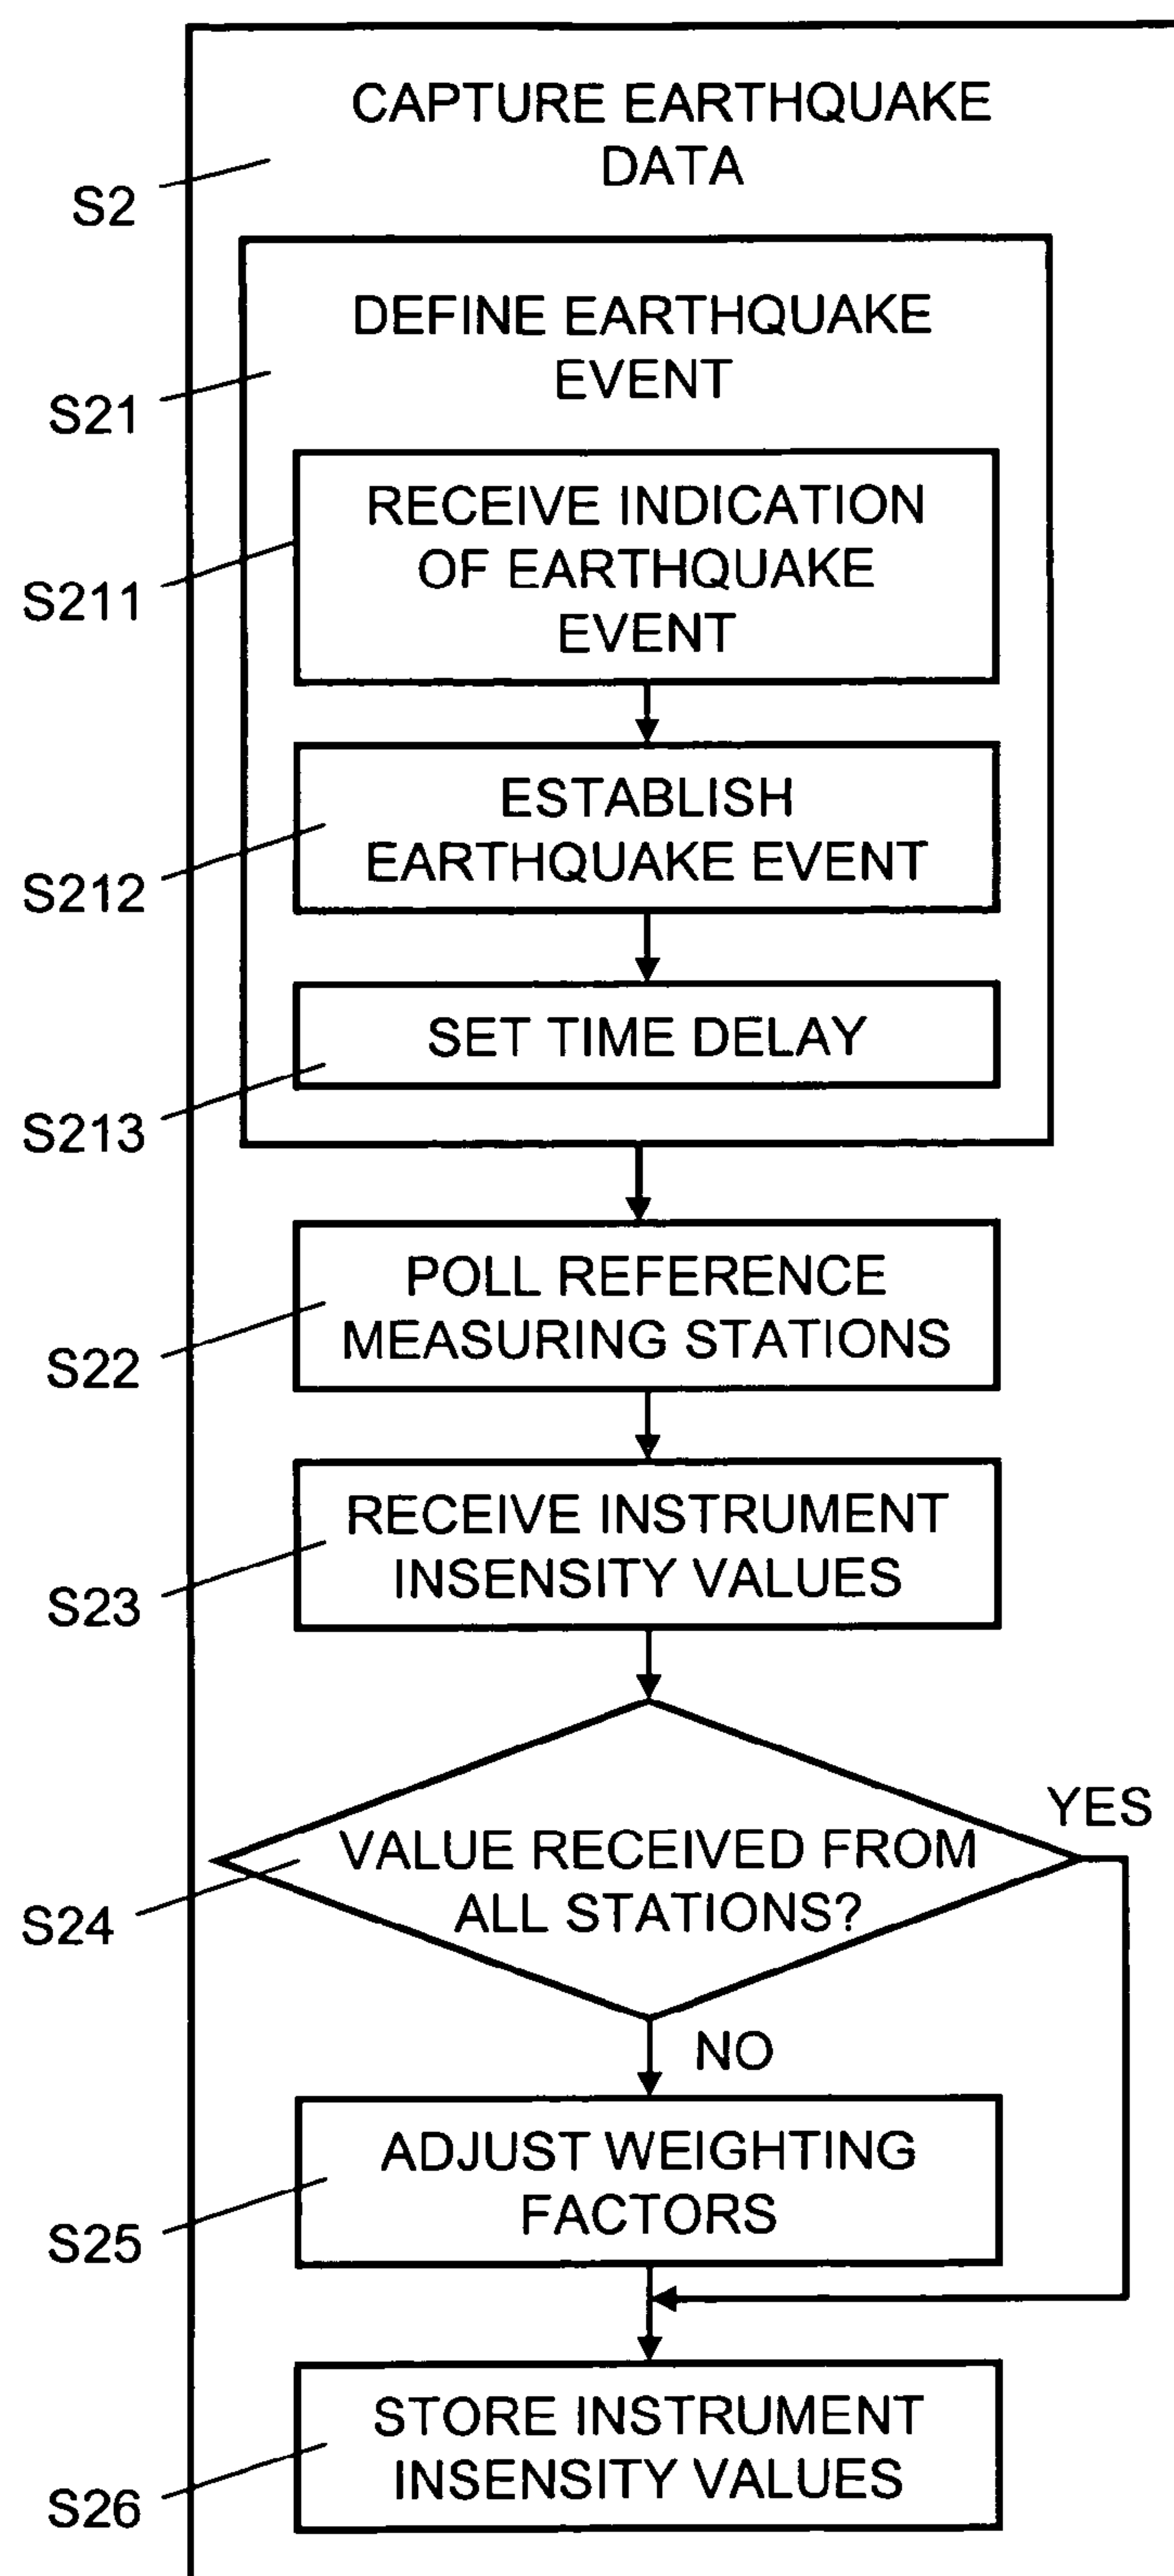 CAPTURE EARTHQUAKE
DATA
S2
DEFINE EARTHQUAKE
EVENT
S21
RECEIVE INDICATION
OF EARTHQUAKE
EVENT
S211
ESTABLISH
EARTHQUAKE EVENT
S212
SET TIME DELAY
S213
POLL REFERENCE
MEASURING STATIONS
S22
RECEIVE INSTRUMENT
INSENSITY VALUES
S23
YES
VALUE RECEIVED FROM
ALL STATIONS?
S24
NO
ADJUST WEIGHTING
FACTORS
S25
STORE INSTRUMENT
INSENSITY VALUES
S26